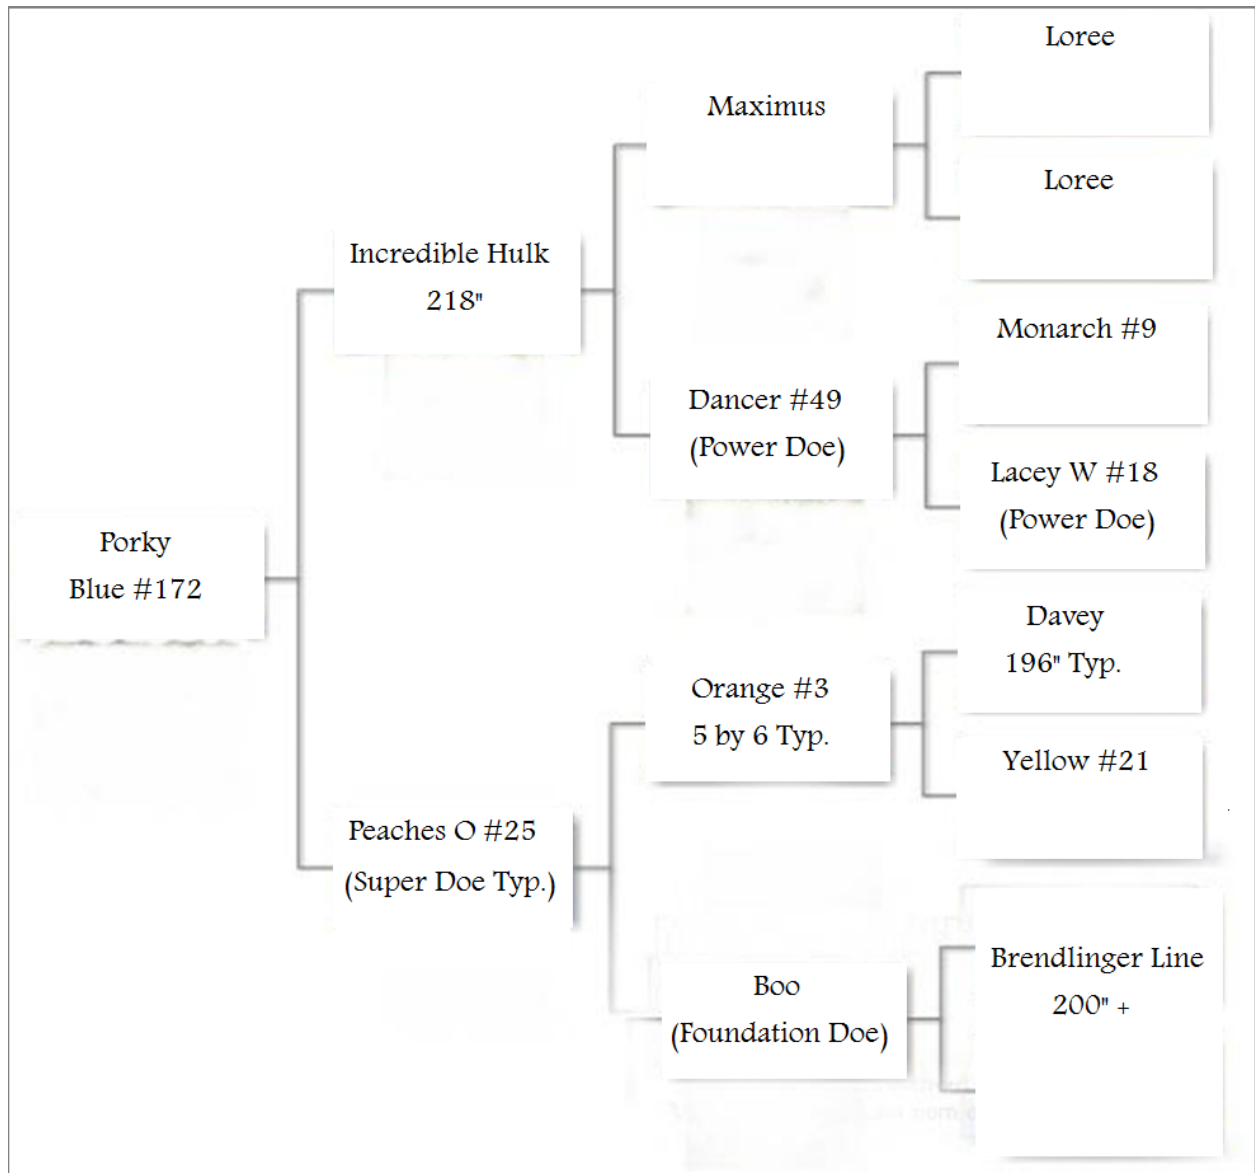 Loree
Maximus
Loree
Incredible Hulk
218"
Monarch #9
Dancer #49
(Power Doe)
Lacey W #18
(Power Doe)
Porky
Blue #172
Davey
196" Typ.
Orange #3
5 by 6 Typ.
Yellow #21
Peaches O #25
(Super Doe Typ.)
Brendlinger Line
200" +
Boo
(Foundation Doe)